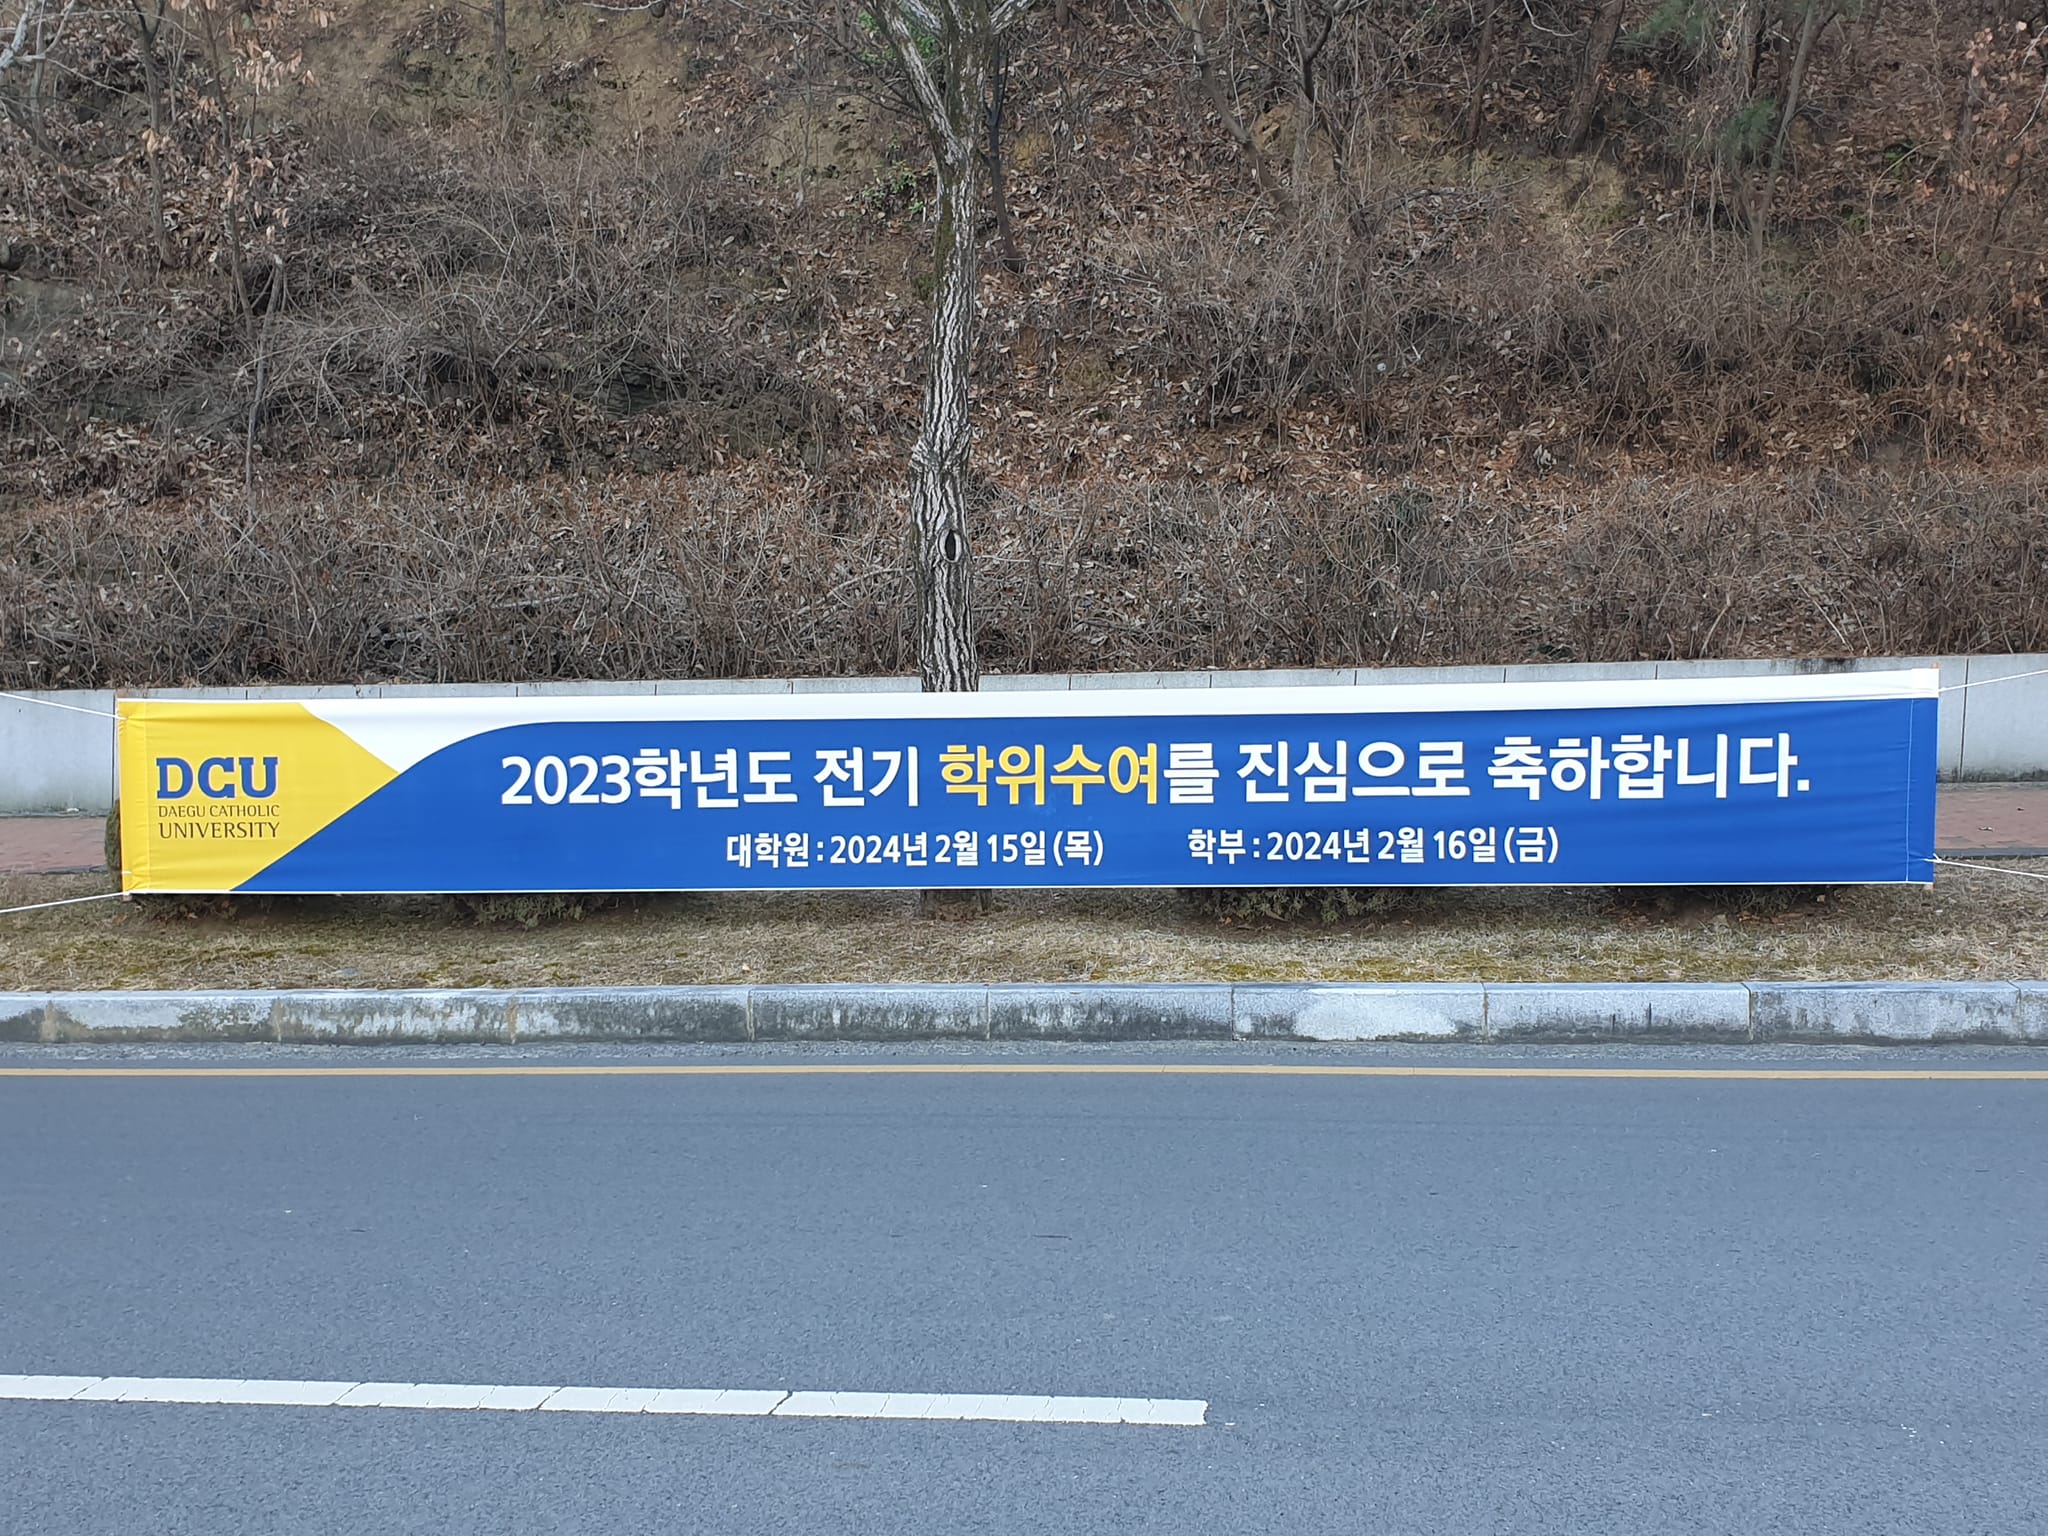 DCU
DAEGU CATHOLIC
UNIVERSITY
2023학년도 전기 학위수여를 진심으로 축하합니다.
대학원 : 2024년 2월 15일 (목) 학부 : 2024년 2월 16일 (금)